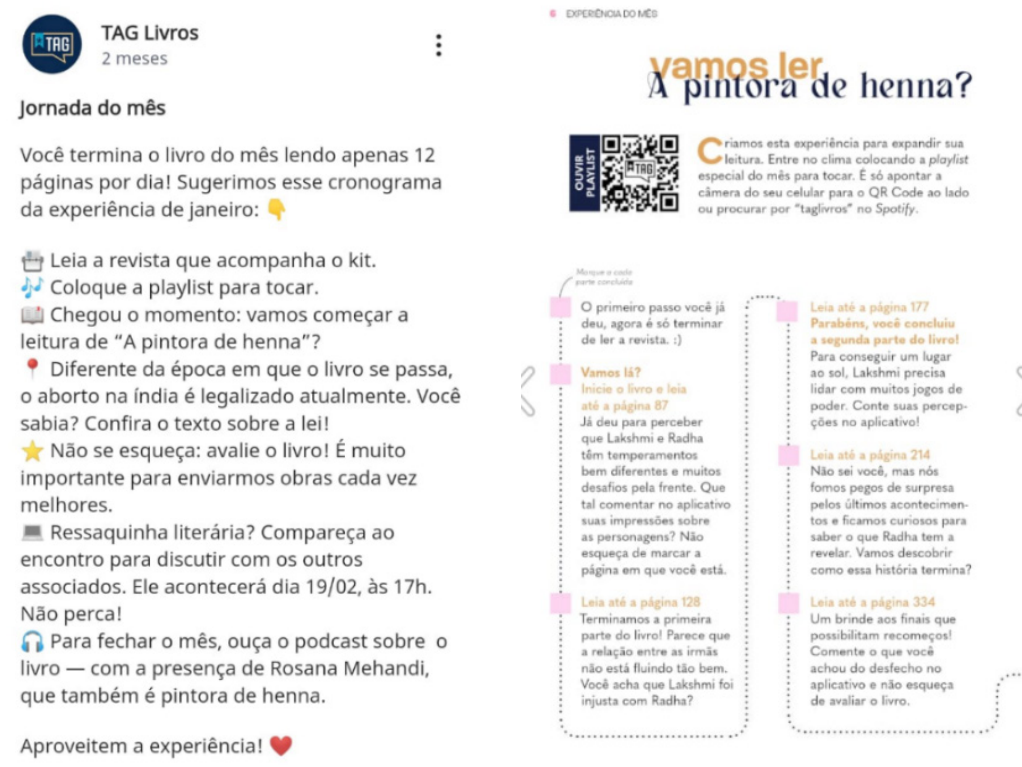 TAG
TAG Livros
2 meses
Jornada do mês
Você termina o livro do mês lendo apenas 12
páginas por dia! Sugerimos esse cronograma
da experiência de janeiro: 👇
📇 Leia a revista que acompanha o kit.
🎶 Coloque a playlist para tocar.
📖 Chegou o momento: vamos começar a
leitura de “A pintora de henna”?
📍 Diferente da época em que o livro se passa,
o aborto na índia é legalizado atualmente. Você
sabia? Confira o texto sobre a lei!
⭐ Não se esqueça: avalie o livro! É muito
importante para enviarmos obras cada vez
melhores.
💻 Ressaquinha literária? Compareça ao
encontro para discutir com os outros
associados. Ele acontecerá dia 19/02, às 17h.
Não perca!
🎧 Para fechar o mês, ouça o podcast sobre o
livro — com a presença de Rosana Mehandi,
que também é pintora de henna.
Aproveitem a experiência! ❤️
6 EXPERIÊNCIA DO MÊS
vamos ler
A pintora de henna?
OUVIR
PLAYLIST
TAG
Criamos esta experiência para expandir sua
leitura. Entre no clima colocando a playlist
especial do mês para tocar. É só apontar a
câmera do seu celular para o QR Code ao lado
ou procurar por “taglivros” no Spotify.
Marque a cada
parte concluída
O primeiro passo você já
deu, agora é só terminar
de ler a revista. :)
Vamos lá?
Inicie o livro e leia
até a página 87
Já deu para perceber
que Lakshmi e Radha
têm temperamentos
bem diferentes e muitos
desafios pela frente. Que
tal comentar no aplicativo
suas impressões sobre
as personagens? Não
esqueça de marcar a
página em que você está.
Leia até a página 128
Terminamos a primeira
parte do livro! Parece que
a relação entre as irmãs
não está fluindo tão bem.
Você acha que Lakshmi foi
injusta com Radha?
Leia até a página 177
Parabéns, você concluiu
a segunda parte do livro!
Para conseguir um lugar
ao sol, Lakshmi precisa
lidar com muitos jogos de
poder. Conte suas percep-
ções no aplicativo!
Leia até a página 214
Não sei você, mas nós
fomos pegos de surpresa
pelos últimos acontecimen-
tos e ficamos curiosos para
saber o que Radha tem a
revelar. Vamos descobrir
como essa história termina?
Leia até a página 334
Um brinde aos finais que
possibilitam recomeços!
Comente o que você
achou do desfecho no
aplicativo e não esqueça
de avaliar o livro.